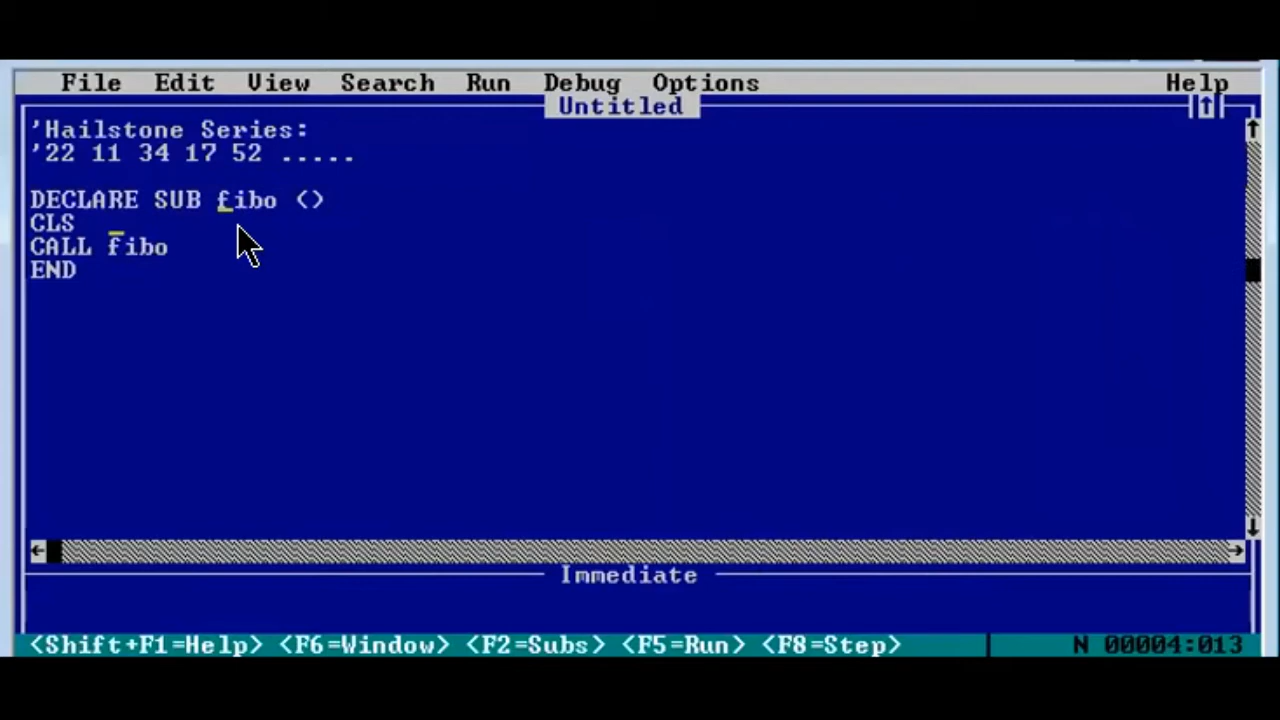 File Edit View Search Run Debug Options Help
Untitled
'Hailstone Series:
'22 11 34 17 52 .....
DECLARE SUB fibo ()
CLS
CALL fibo
END
Immediate
<Shift+F1=Help> <F6=Window> <F2=Subs> <F5=Run> <F8=Step> N 00004:013